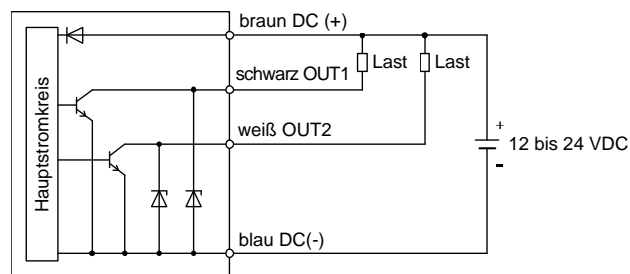 braun DC (+)
Last
Last
schwarz OUT1
weiß OUT2
Hauptstromkreis
+
12 bis 24 VDC
-
blau DC(-)